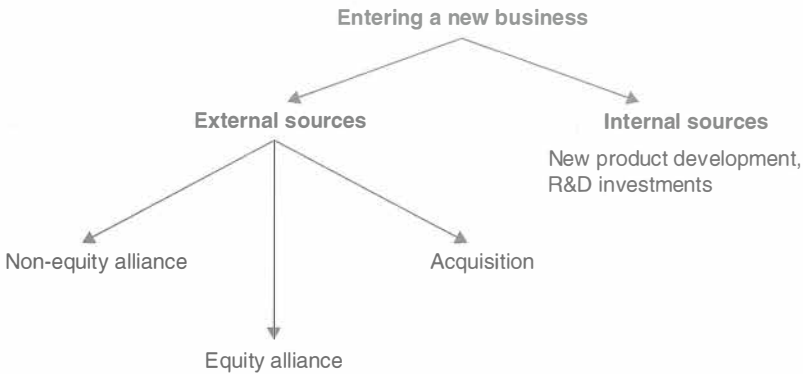 Entering a new business
External sources
Internal sources
New product development,
R&D investments
Non-equity alliance
Acquisition
Equity alliance